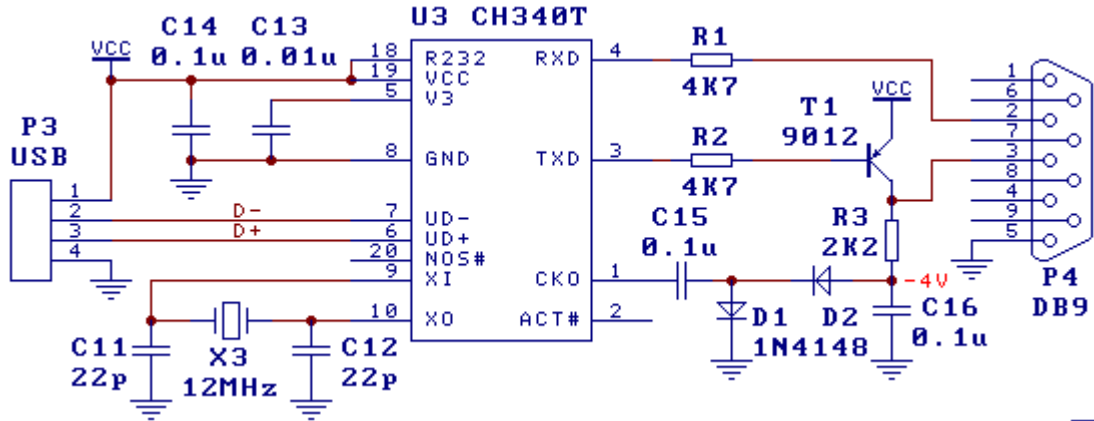 U3 CH340T
C14 C13
0.1u 0.01u
VCC
18 R232
19 VCC
5 V3
8 GND
7 UD-
6 UD+
20 NOS#
9 XI
10 XO
RXD 4
TXD 3
CKO 1
ACT# 2
R1
4K7
R2
4K7
T1
9012
VCC
C15
0.1u
R3
2K2
-4V
D1
1N4148
D2
C16
0.1u
P3
USB
1
2
3
4
D-
D+
C11
22p
X3
12MHz
C12
22p
1
6
2
7
3
8
4
9
5
P4
DB9